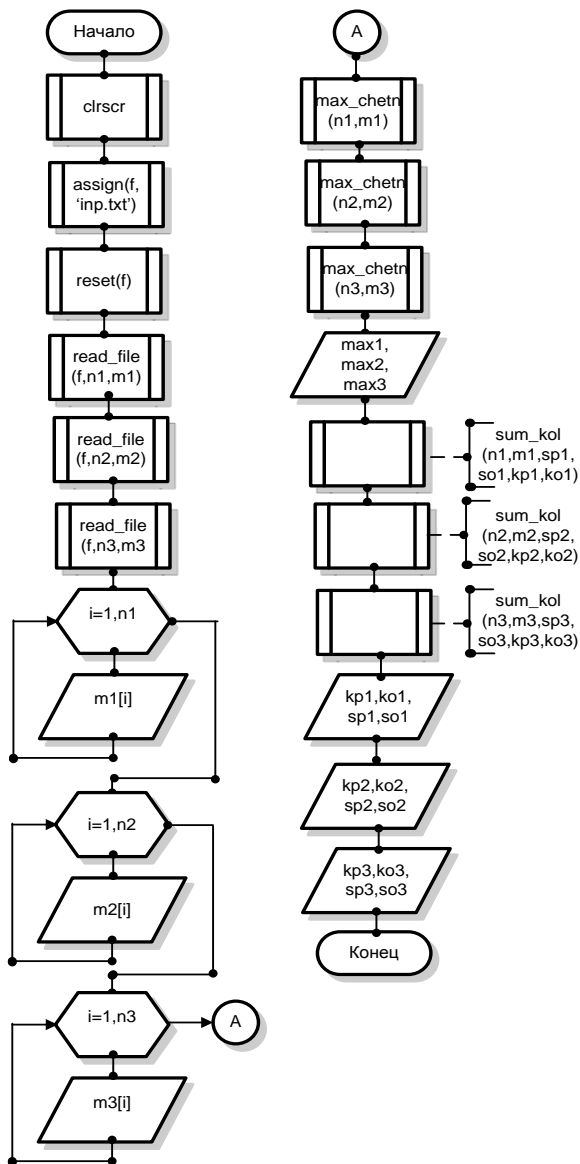 Начало
clrscr
assign(f,
‘inp.txt’)
reset(f)
read_file
(f,n1,m1)
read_file
(f,n2,m2)
read_file
(f,n3,m3
i=1,n1
m1[i]
i=1,n2
m2[i]
i=1,n3
A
m3[i]
A
max_chetn
(n1,m1)
max_chetn
(n2,m2)
max_chetn
(n3,m3)
max1,
max2,
max3
sum_kol
(n1,m1,sp1,
so1,kp1,ko1)
sum_kol
(n2,m2,sp2,
so2,kp2,ko2)
sum_kol
(n3,m3,sp3,
so3,kp3,ko3)
kp1,ko1,
sp1,so1
kp2,ko2,
sp2,so2
kp3,ko3,
sp3,so3
Конец